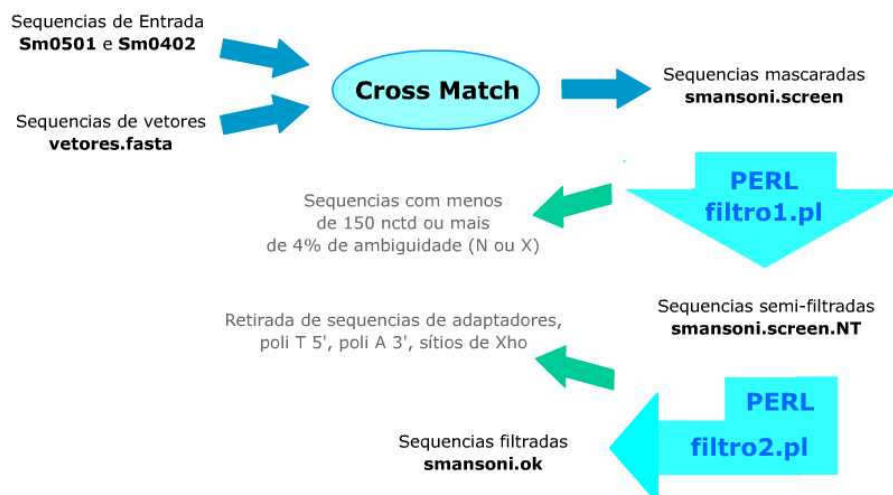 Sequencias de Entrada
Sm0501 e Sm0402
Sequencias de vetores
vetores.fasta
Cross Match
Sequencias mascaradas
smansoni.screen
PERL
filtro1.pl
Sequencias com menos
de 150 nctd ou mais
de 4% de ambiguidade (N ou X)
Sequencias semi-filtradas
smansoni.screen.NT
Retirada de sequencias de adaptadores,
poli T 5', poli A 3', sítios de Xho
PERL
filtro2.pl
Sequencias filtradas
smansoni.ok